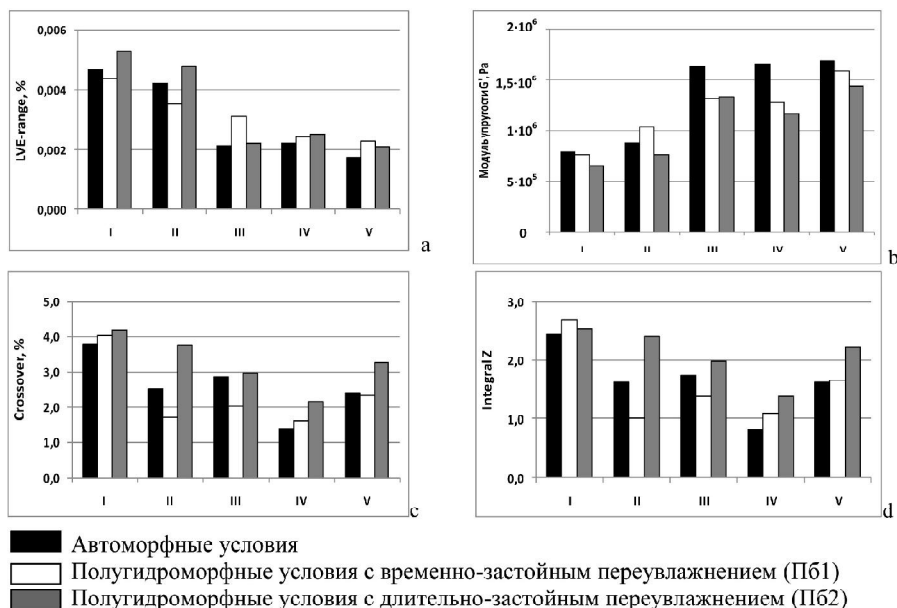 LVE-range, %
0,006
0,004
0,002
0,000
I II III IV V
a
Модуль упругости G', Pa
2·10⁶
1,5·10⁶
1·10⁶
5·10⁵
0
I II III IV V
b
Crossover, %
5,0
4,0
3,0
2,0
1,0
0,0
I II III IV V
c
Integral Z
3,0
2,0
1,0
0,0
I II III IV V
d
Автоморфные условия
Полугидроморфные условия с временно-застойным переувлажнением (Пб1)
Полугидроморфные условия с длительно-застойным переувлажнением (Пб2)